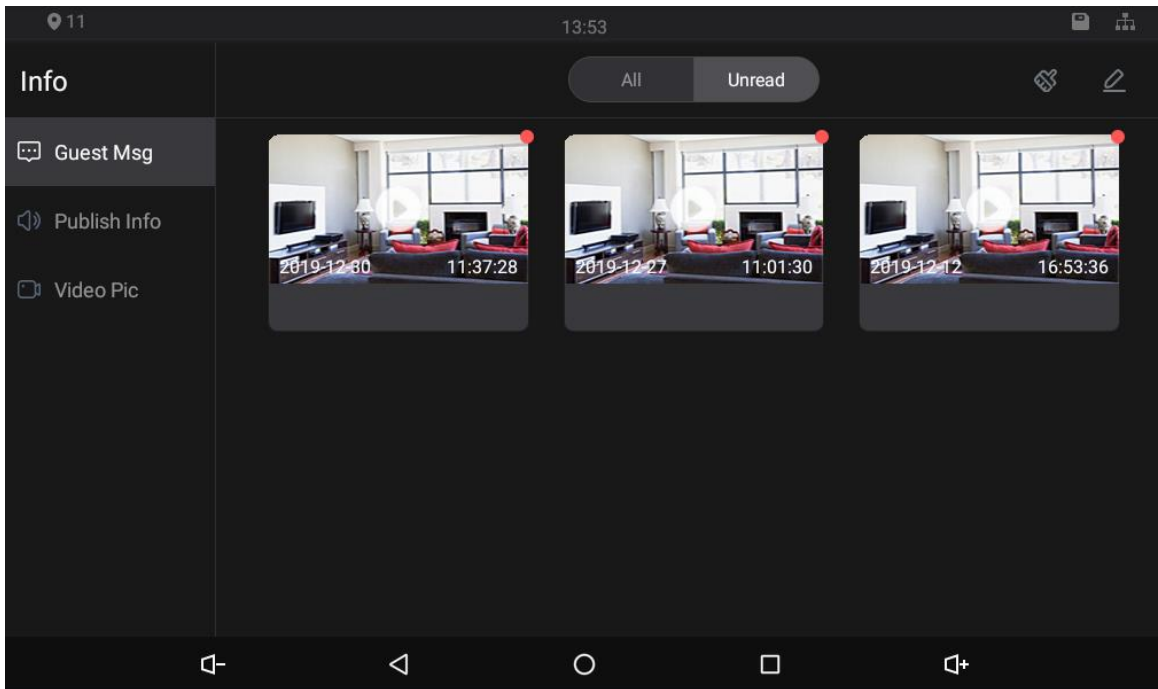 11
13:53
Info
All
Unread
Guest Msg
Publish Info
Video Pic
2019-12-30 11:37:28
2019-12-27 11:01:30
2019-12-12 16:53:36